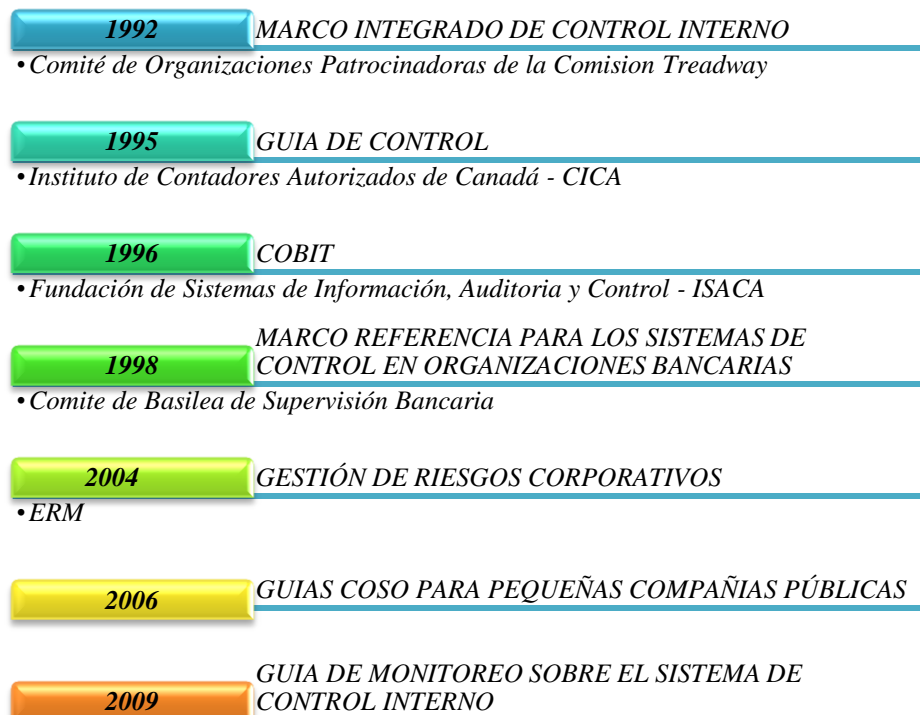 1992 MARCO INTEGRADO DE CONTROL INTERNO
•Comité de Organizaciones Patrocinadoras de la Comision Treadway
1995 GUIA DE CONTROL
•Instituto de Contadores Autorizados de Canadá - CICA
1996 COBIT
•Fundación de Sistemas de Información, Auditoria y Control - ISACA
MARCO REFERENCIA PARA LOS SISTEMAS DE
1998 CONTROL EN ORGANIZACIONES BANCARIAS
•Comite de Basilea de Supervisión Bancaria
2004 GESTIÓN DE RIESGOS CORPORATIVOS
•ERM
2006 GUIAS COSO PARA PEQUEÑAS COMPAÑIAS PÚBLICAS
GUIA DE MONITOREO SOBRE EL SISTEMA DE
2009 CONTROL INTERNO